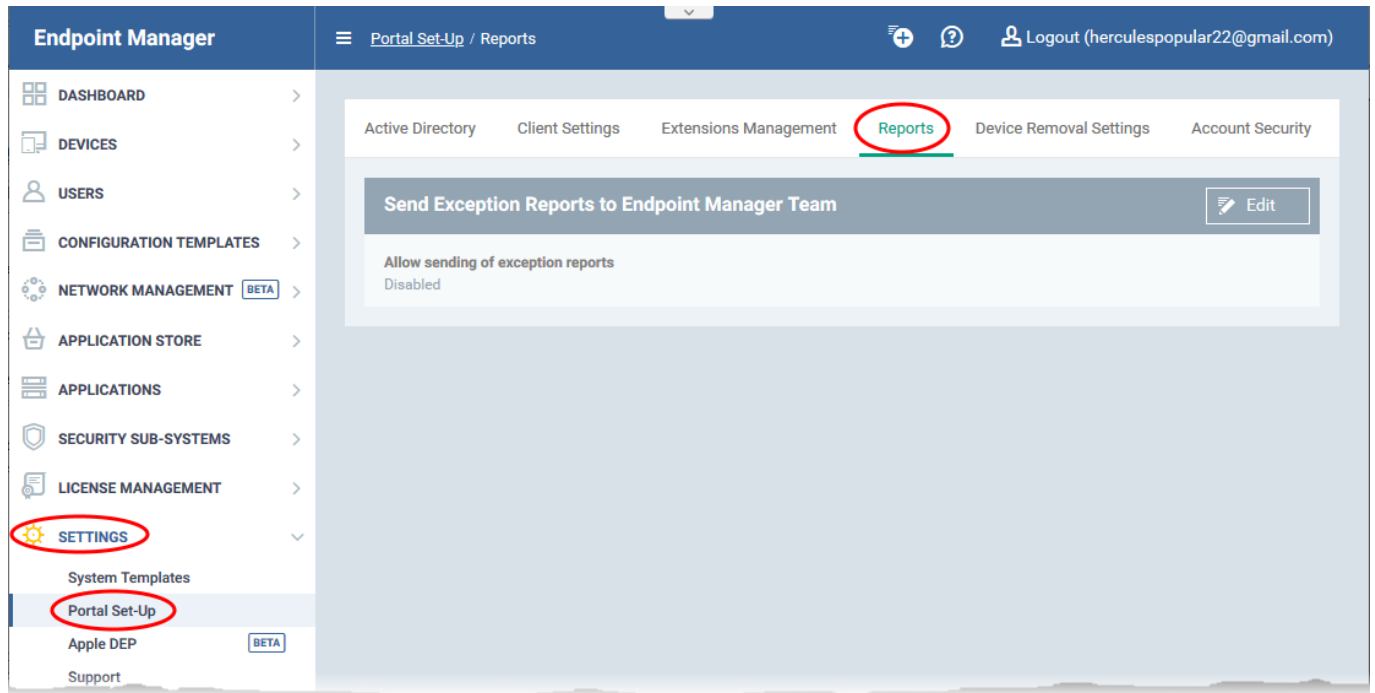 Endpoint Manager
Portal Set-Up / Reports
Logout (herculespopular22@gmail.com)
DASHBOARD
DEVICES
USERS
CONFIGURATION TEMPLATES
NETWORK MANAGEMENT BETA
APPLICATION STORE
APPLICATIONS
SECURITY SUB-SYSTEMS
LICENSE MANAGEMENT
SETTINGS
System Templates
Portal Set-Up
Apple DEP BETA
Support
Active Directory Client Settings Extensions Management Reports Device Removal Settings Account Security
Send Exception Reports to Endpoint Manager Team Edit
Allow sending of exception reports
Disabled